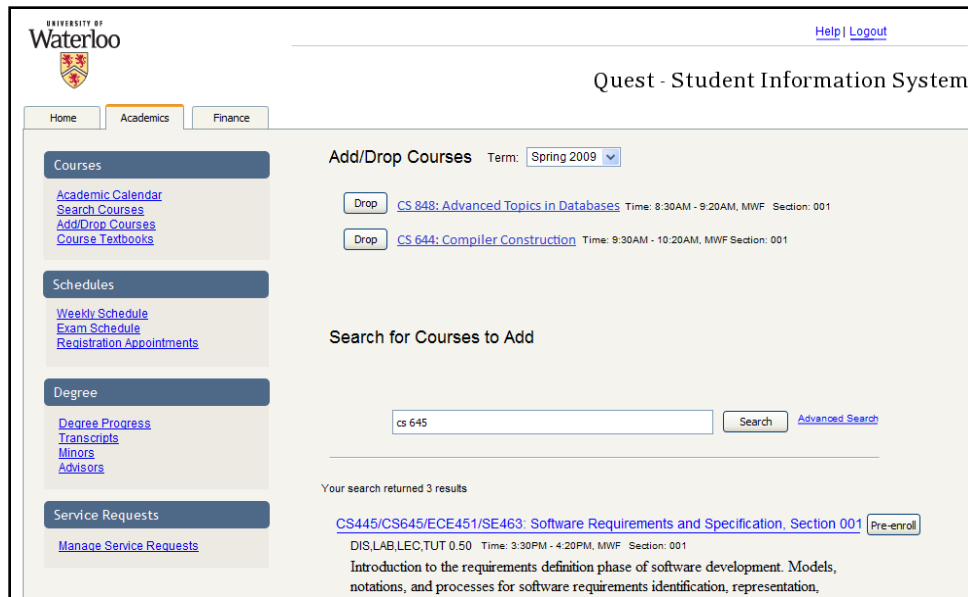 UNIVERSITY OF
Waterloo
Help | Logout
Quest - Student Information System
Home Academics Finance
Courses
Academic Calendar
Search Courses
Add/Drop Courses
Course Textbooks
Schedules
Weekly Schedule
Exam Schedule
Registration Appointments
Degree
Degree Progress
Transcripts
Minors
Advisors
Service Requests
Manage Service Requests
Add/Drop Courses Term: Spring 2009
Drop CS 848: Advanced Topics in Databases Time: 8:30AM - 9:20AM, MWF Section: 001
Drop CS 644: Compiler Construction Time: 9:30AM - 10:20AM, MWF Section: 001
Search for Courses to Add
cs 645 Search Advanced Search
Your search returned 3 results
CS445/CS645/ECE451/SE463: Software Requirements and Specification, Section 001 Pre-enroll
DIS,LAB,LEC,TUT 0.50 Time: 3:30PM - 4:20PM, MWF Section: 001
Introduction to the requirements definition phase of software development. Models,
notations, and processes for software requirements identification, representation,